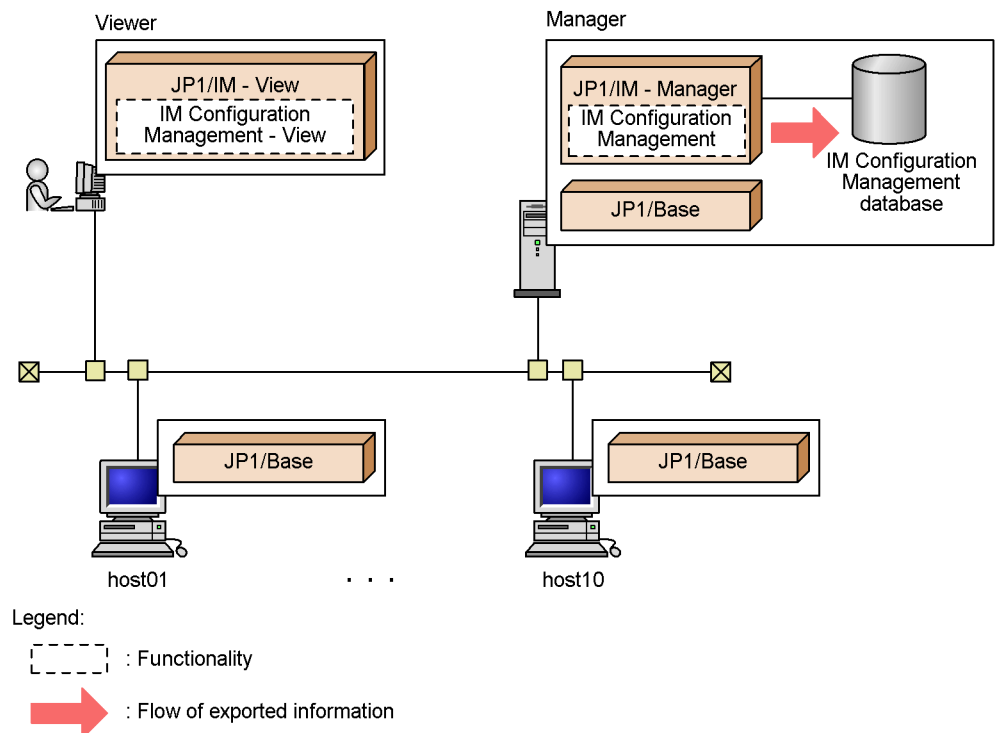 Viewer
JP1/IM - View
IM Configuration
Management - View
Manager
JP1/IM - Manager
IM Configuration
Management
JP1/Base
IM Configuration
Management
database
JP1/Base
host01
. . .
JP1/Base
host10
Legend:
: Functionality
: Flow of exported information